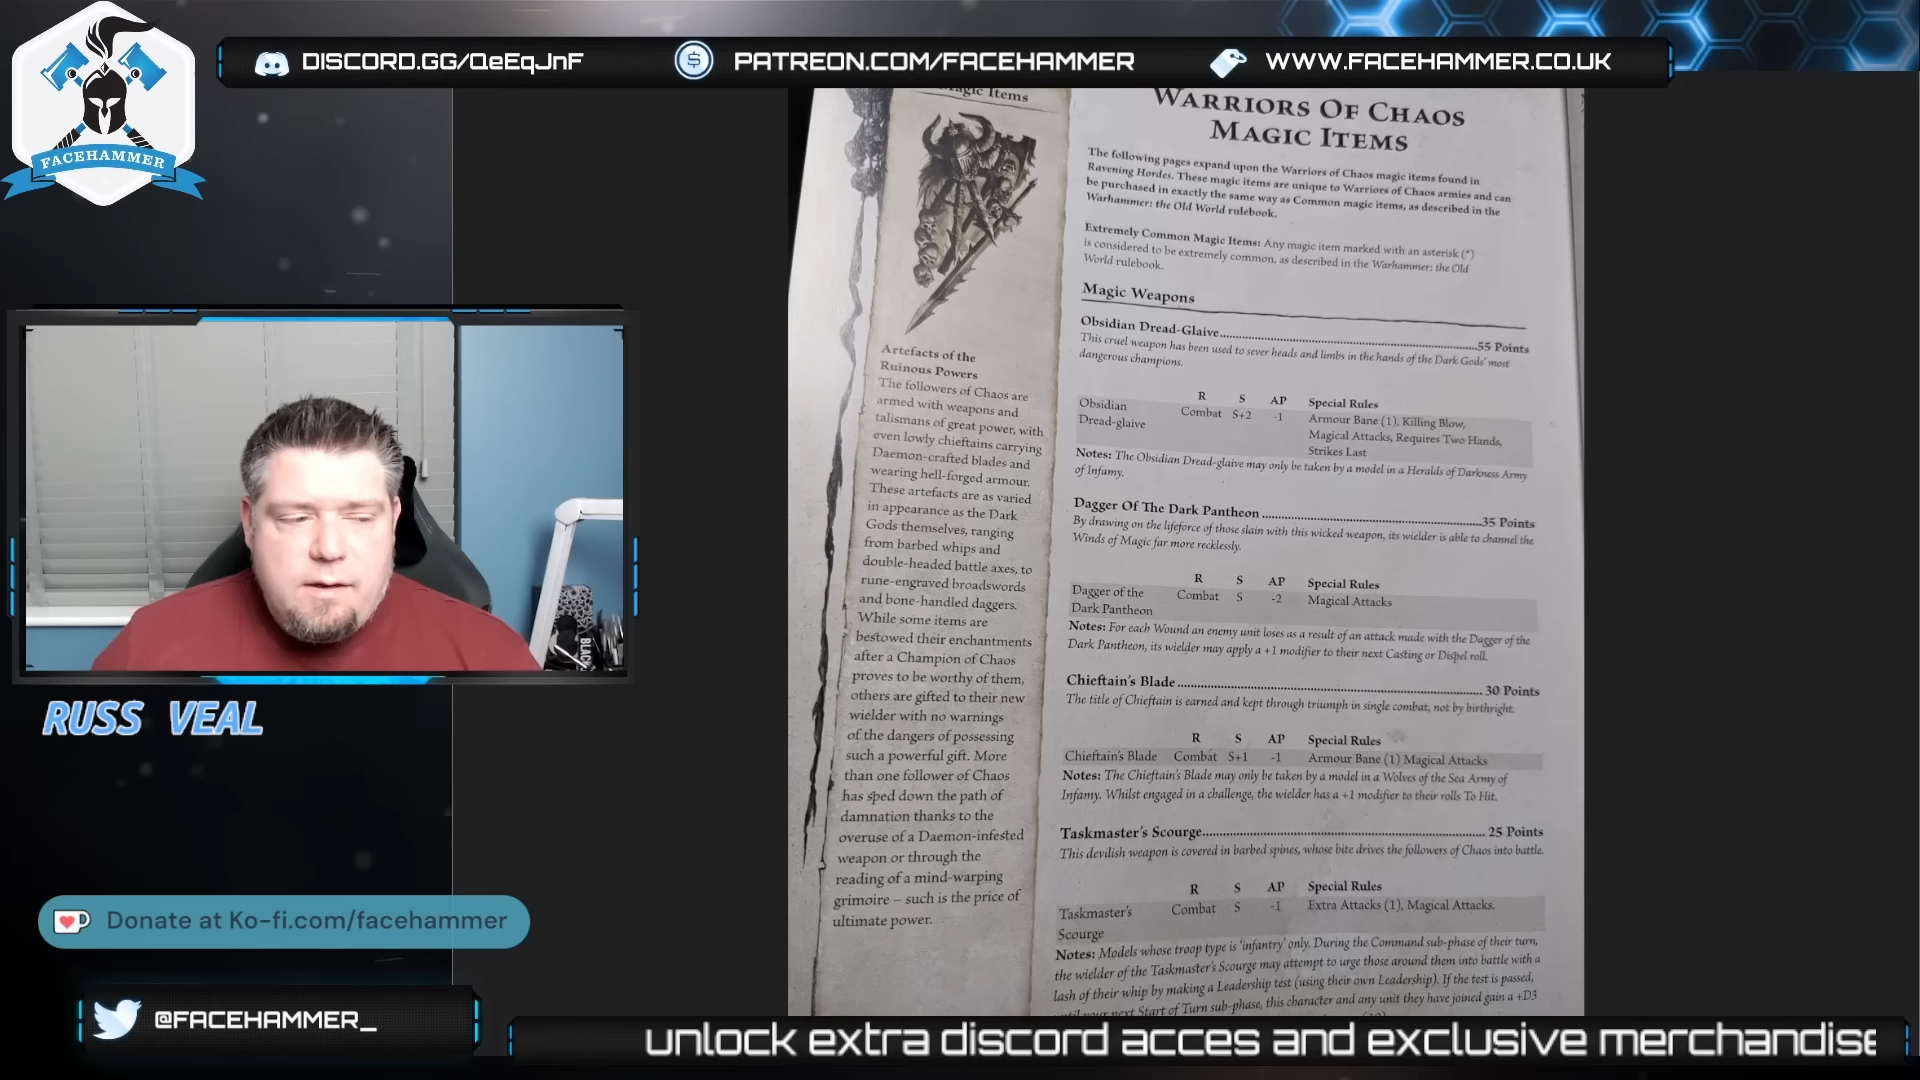 DISCORD.GG/QeEqJnF
PATREON.COM/FACEHAMMER
WWW.FACEHAMMER.CO.UK
FACEHAMMER
RUSS VEAL
Donate at Ko-fi.com/facehammer
@FACEHAMMER_
unlock extra discord acces and exclusive merchandise
Magic Items
Artefacts of the
Ruinous Powers
The followers of Chaos are
armed with weapons and
talismans of great power, with
even lowly chieftains carrying
Daemon-crafted blades and
wearing hell-forged armour.
These artefacts are as varied
in appearance as the Dark
Gods themselves, ranging
from barbed whips and
double-headed battle axes, to
rune-engraved broadswords
and bone-handled daggers.
While some items are
bestowed their enchantments
after a Champion of Chaos
proves to be worthy of them,
others are gifted to their new
wielder with no warnings
of the dangers of possessing
such a powerful gift. More
than one follower of Chaos
has sped down the path of
damnation thanks to the
overuse of a Daemon-infested
weapon or through the
reading of a mind-warping
grimoire – such is the price of
ultimate power.
WARRIORS OF CHAOS
MAGIC ITEMS
The following pages expand upon the Warriors of Chaos magic items found in
Ravening Hordes. These magic items are unique to Warriors of Chaos armies and can
be purchased in exactly the same way as Common magic items, as described in the
Warhammer: the Old World rulebook.
Extremely Common Magic Items: Any magic item marked with an asterisk (*)
is considered to be extremely common, as described in the Warhammer: the Old
World rulebook.
Magic Weapons
Obsidian Dread-Glaive 55 Points
This cruel weapon has been used to sever heads and limbs in the hands of the Dark Gods' most
dangerous champions.
R S AP Special Rules
Obsidian Combat S+2 -1 Armour Bane (1), Killing Blow,
Dread-glaive Magical Attacks, Requires Two Hands,
Strikes Last
Notes: The Obsidian Dread-glaive may only be taken by a model in a Heralds of Darkness Army
of Infamy.
Dagger Of The Dark Pantheon 35 Points
By drawing on the lifeforce of those slain with this wicked weapon, its wielder is able to channel the
Winds of Magic far more recklessly.
R S AP Special Rules
Dagger of the Combat S -2 Magical Attacks
Dark Pantheon
Notes: For each Wound an enemy unit loses as a result of an attack made with the Dagger of the
Dark Pantheon, its wielder may apply a +1 modifier to their next Casting or Dispel roll.
Chieftain's Blade 30 Points
The title of Chieftain is earned and kept through triumph in single combat, not by birthright.
R S AP Special Rules
Chieftain's Blade Combat S+1 -1 Armour Bane (1) Magical Attacks
Notes: The Chieftain's Blade may only be taken by a model in a Wolves of the Sea Army of
Infamy. Whilst engaged in a challenge, the wielder has a +1 modifier to their rolls To Hit.
Taskmaster's Scourge 25 Points
This devilish weapon is covered in barbed spines, whose bite drives the followers of Chaos into battle.
R S AP Special Rules
Taskmaster's Combat S -1 Extra Attacks (1), Magical Attacks.
Scourge
Notes: Models whose troop type is 'infantry' only. During the Command sub-phase of their turn,
the wielder of the Taskmaster's Scourge may attempt to urge those around them into battle with a
lash of their whip by making a Leadership test (using their own Leadership). If the test is passed,
until your next Start of Turn sub-phase, this character and any unit they have joined gain a +D3